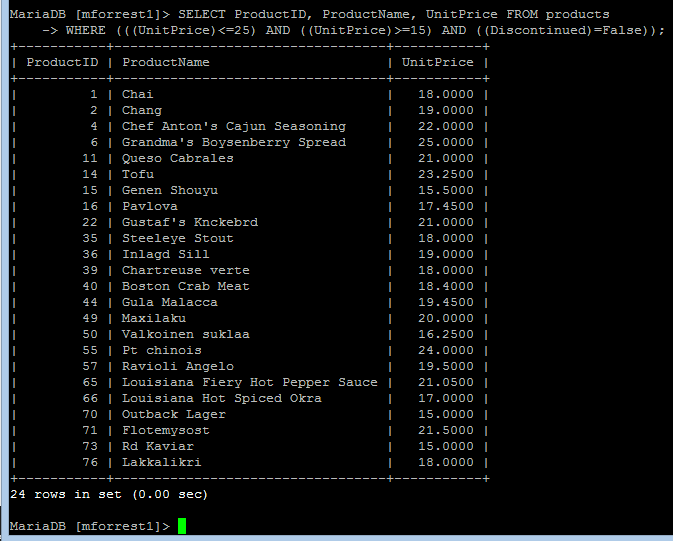 MariaDB [mforrest1]> SELECT ProductID, ProductName, UnitPrice FROM products
    -> WHERE (((UnitPrice)<=25) AND ((UnitPrice)>=15) AND ((Discontinued)=False));
+-----------+----------------------------------+-----------+
| ProductID | ProductName                      | UnitPrice |
+-----------+----------------------------------+-----------+
|         1 | Chai                             |   18.0000 |
|         2 | Chang                            |   19.0000 |
|         4 | Chef Anton's Cajun Seasoning     |   22.0000 |
|         6 | Grandma's Boysenberry Spread     |   25.0000 |
|        11 | Queso Cabrales                   |   21.0000 |
|        14 | Tofu                             |   23.2500 |
|        15 | Genen Shouyu                     |   15.5000 |
|        16 | Pavlova                          |   17.4500 |
|        22 | Gustaf's Knckebrd                |   21.0000 |
|        35 | Steeleye Stout                   |   18.0000 |
|        36 | Inlagd Sill                      |   19.0000 |
|        39 | Chartreuse verte                 |   18.0000 |
|        40 | Boston Crab Meat                 |   18.4000 |
|        44 | Gula Malacca                     |   19.4500 |
|        49 | Maxilaku                         |   20.0000 |
|        50 | Valkoinen suklaa                 |   16.2500 |
|        55 | Pt chinois                       |   24.0000 |
|        57 | Ravioli Angelo                   |   19.5000 |
|        65 | Louisiana Fiery Hot Pepper Sauce |   21.0500 |
|        66 | Louisiana Hot Spiced Okra        |   17.0000 |
|        70 | Outback Lager                    |   15.0000 |
|        71 | Flotemysost                      |   21.5000 |
|        73 | Rd Kaviar                        |   15.0000 |
|        76 | Lakkalikri                       |   18.0000 |
+-----------+----------------------------------+-----------+
24 rows in set (0.00 sec)
MariaDB [mforrest1]>